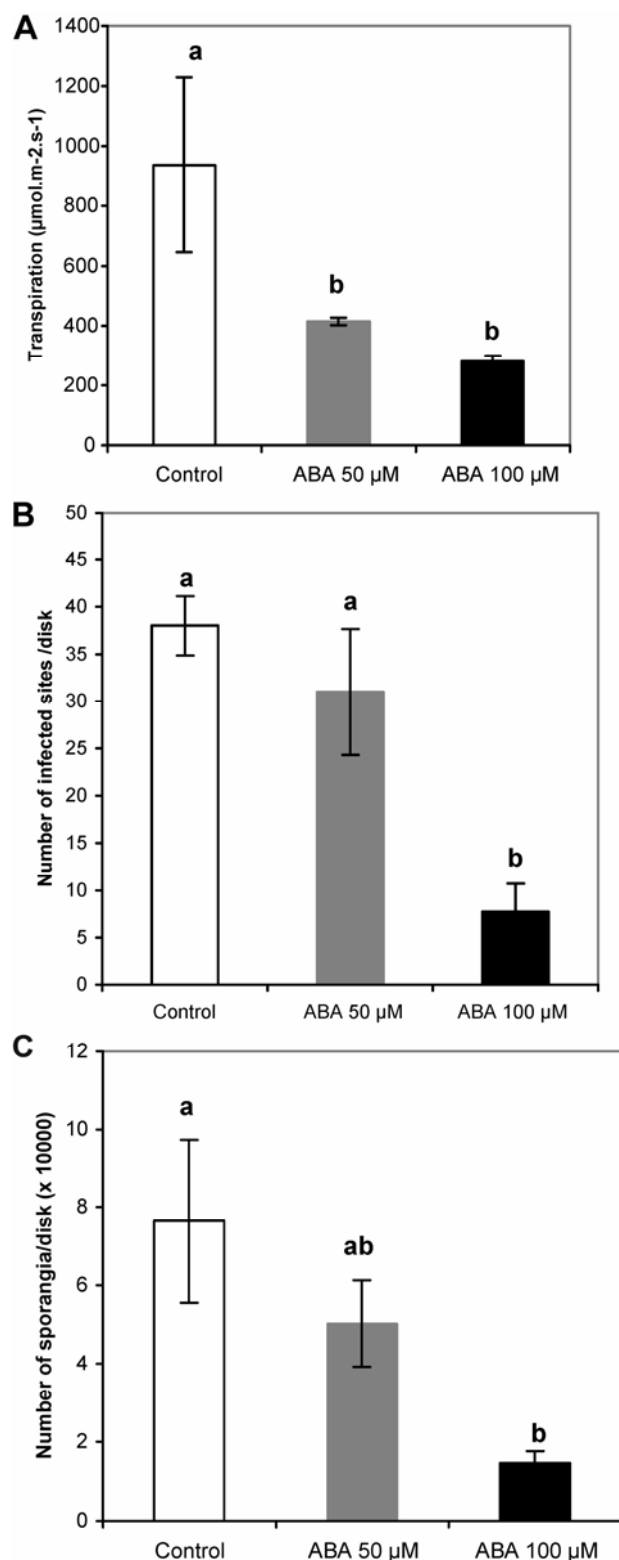 A
Transpiration (µmol.m-2.s-1)
1400
1200
1000
800
600
400
200
0
a
b
b
Control
ABA 50 µM
ABA 100 µM
B
Number of infected sites /disk
50
45
40
35
30
25
20
15
10
5
0
a
a
b
Control
ABA 50 µM
ABA 100 µM
C
Number of sporangia/disk (x 10000)
12
10
8
6
4
2
0
a
ab
b
Control
ABA 50 µM
ABA 100 µM